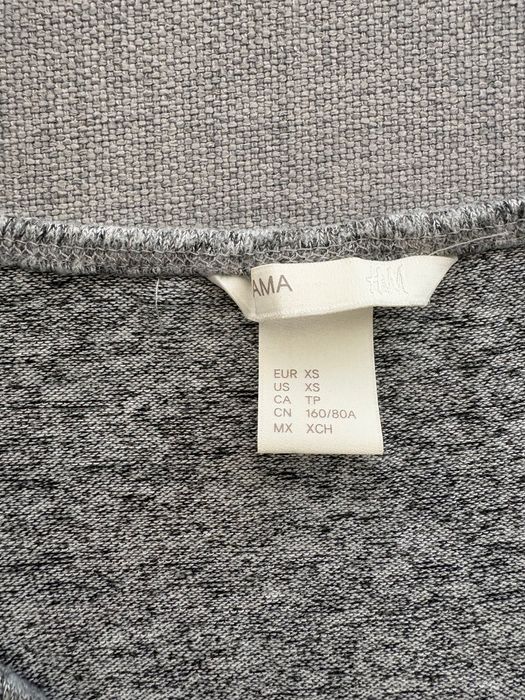 AMA
H&M
EUR XS
US XS
CA TP
CN 160/80A
MX XCH